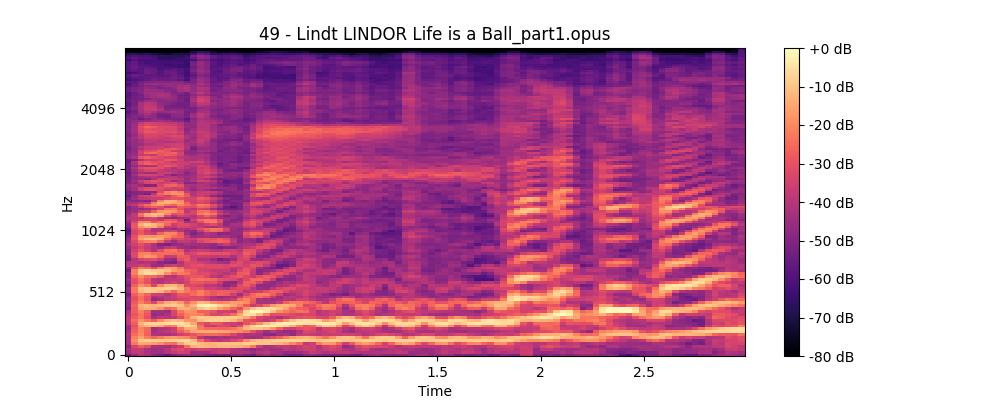 49 - Lindt LINDOR Life is a Ball_part1.opus
Hz
4096
2048
1024
512
0
0
0.5
1
1.5
2
2.5
Time
+0 dB
-10 dB
-20 dB
-30 dB
-40 dB
-50 dB
-60 dB
-70 dB
-80 dB